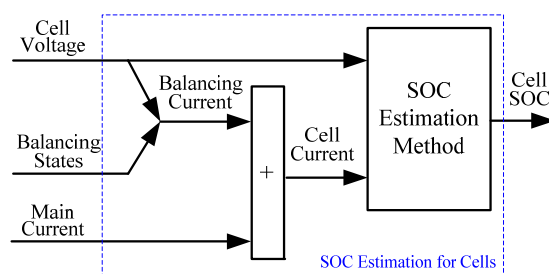 Cell
Voltage
Balancing
Current
SOC
Estimation
Method
Cell
SOC
Balancing
States
Cell
Current
+
Main
Current
SOC Estimation for Cells